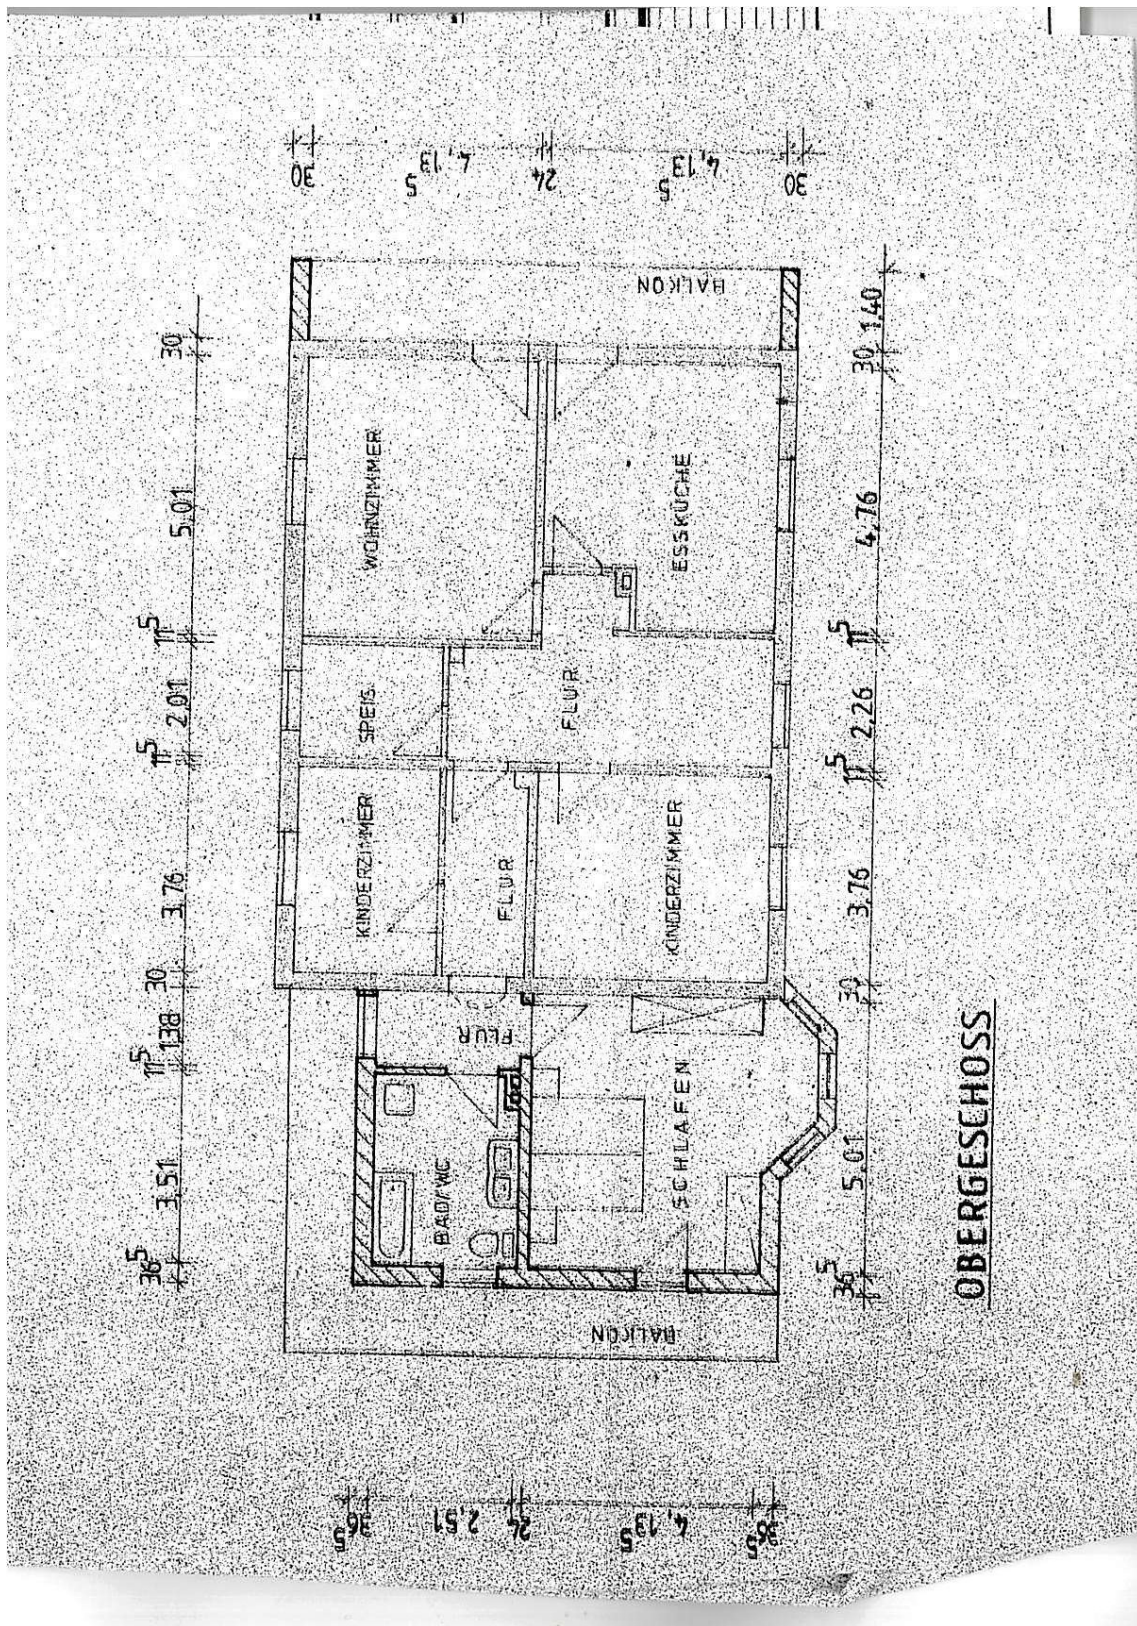 36⁵ 3,51 11⁵ 1,38 30 3,76 11⁵ 2,01 11⁵ 5,01 30
30
4,13⁵
24
4,13⁵
30
BALKON
WOHNZIMMER
ESSKÜCHE
SPEIS
FLUR
KINDERZIMMER
FLUR
KINDERZIMMER
FLUR
BAD/WC
SCHLAFEN
BALKON
36⁵
2,51
24
4,13⁵
36⁵
36⁵ 5,01 30 3,76 11⁵ 2,26 11⁵ 4,76 30 1,40
OBERGESCHOSS